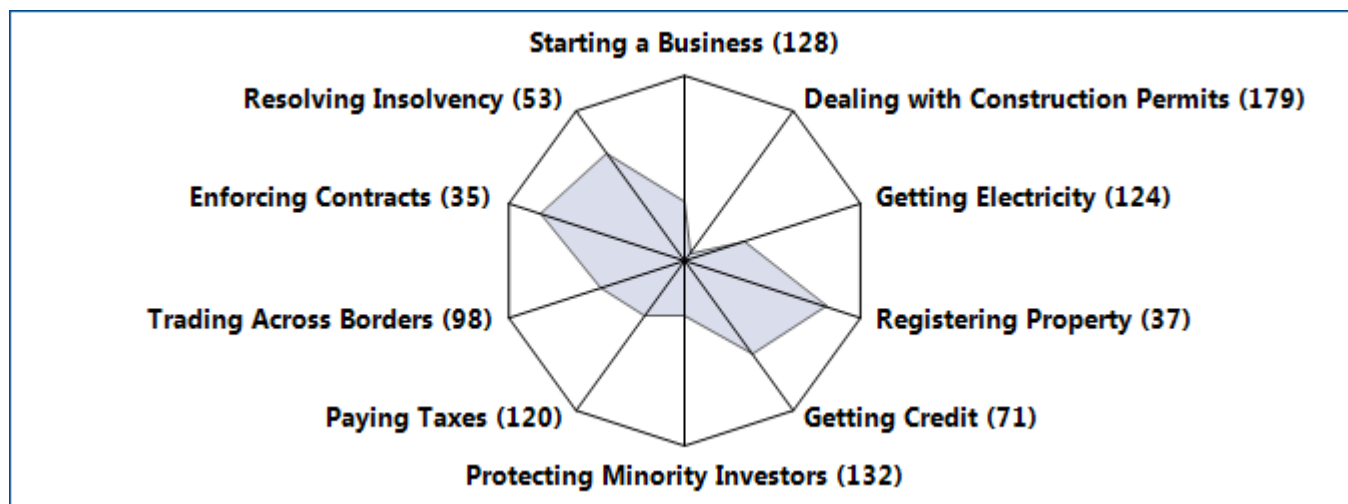 Starting a Business (128)
Resolving Insolvency (53)
Dealing with Construction Permits (179)
Enforcing Contracts (35)
Getting Electricity (124)
Trading Across Borders (98)
Registering Property (37)
Paying Taxes (120)
Getting Credit (71)
Protecting Minority Investors (132)